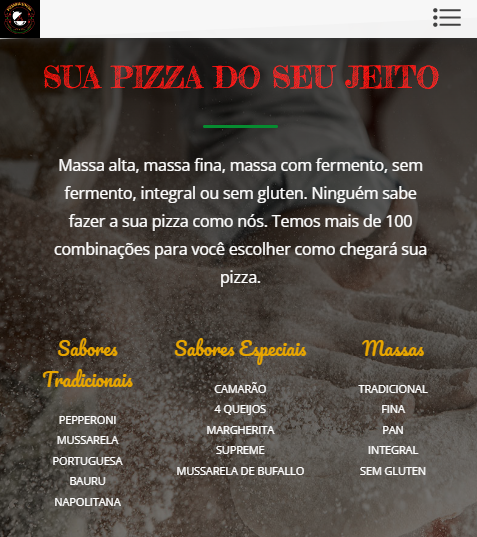 SUA PIZZA DO SEU JEITO
Massa alta, massa fina, massa com fermento, sem
fermento, integral ou sem gluten. Ninguém sabe
fazer a sua pizza como nós. Temos mais de 100
combinações para você escolher como chegará sua
pizza.
Sabores
Tradicionais
PEPPERONI
MUSSARELA
PORTUGUESA
BAURU
NAPOLITANA
Sabores Especiais
CAMARÃO
4 QUEIJOS
MARGHERITA
SUPREME
MUSSARELA DE BUFALLO
Massas
TRADICIONAL
FINA
PAN
INTEGRAL
SEM GLUTEN